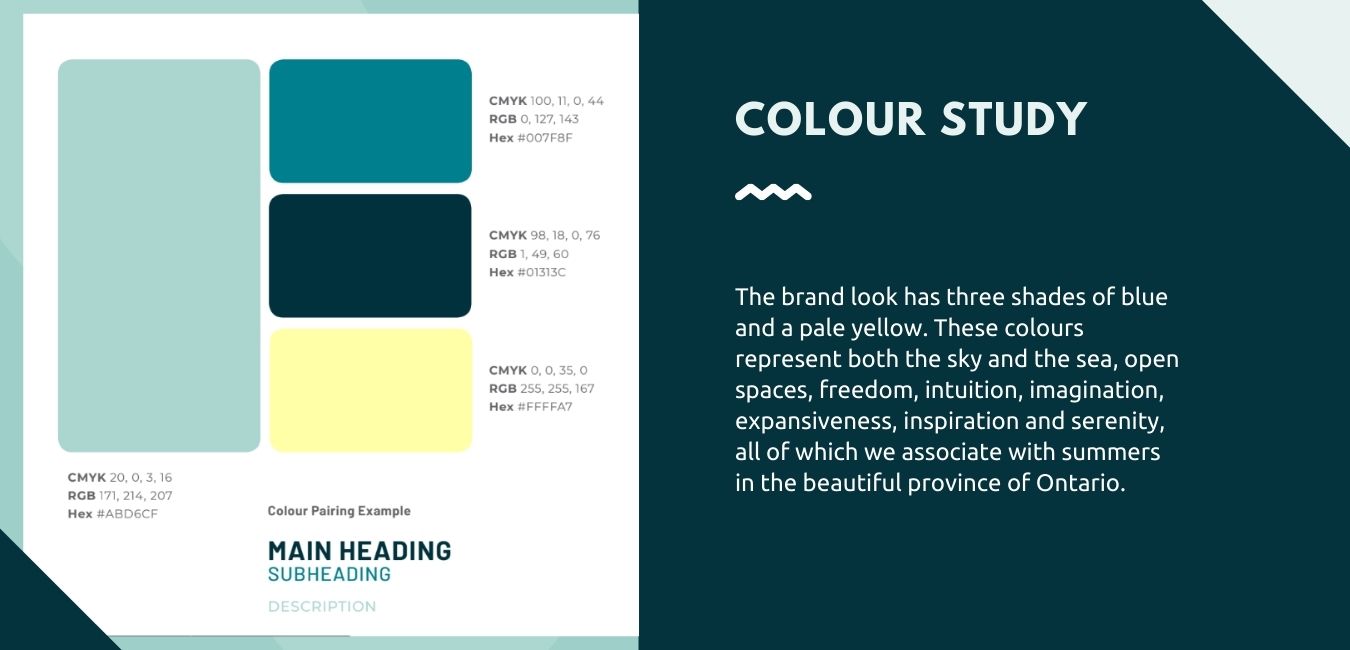 CMYK 100, 11, 0, 44
RGB 0, 127, 143
Hex #007F8F
CMYK 98, 18, 0, 76
RGB 1, 49, 60
Hex #01313C
CMYK 0, 0, 35, 0
RGB 255, 255, 167
Hex #FFFFA7
CMYK 20, 0, 3, 16
RGB 171, 214, 207
Hex #ABD6CF
Colour Pairing Example
MAIN HEADING
SUBHEADING
DESCRIPTION
COLOUR STUDY
The brand look has three shades of blue
and a pale yellow. These colours
represent both the sky and the sea, open
spaces, freedom, intuition, imagination,
expansiveness, inspiration and serenity,
all of which we associate with summers
in the beautiful province of Ontario.